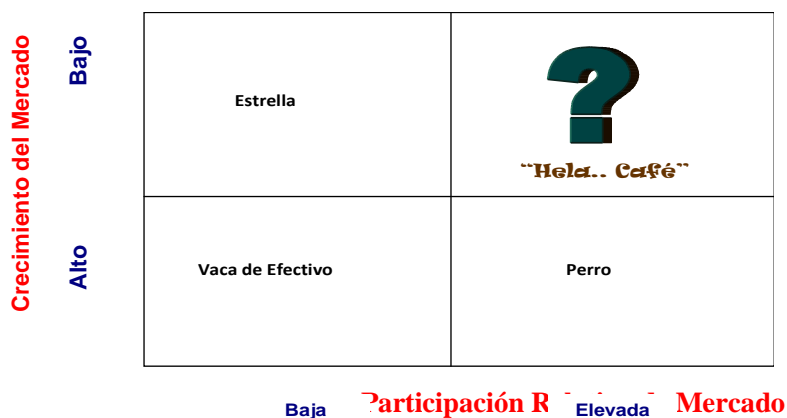 Crecimiento del Mercado
Bajo
Alto
Estrella
?
“Hela.. Café”
Vaca de Efectivo
Perro
Participación Mercado
Baja
Elevada